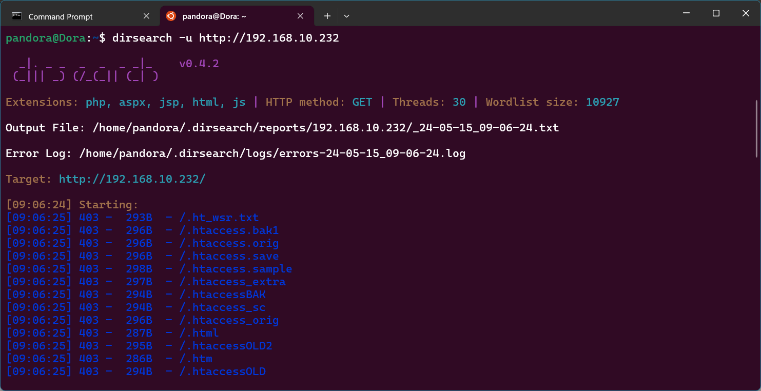 Command Prompt
pandora@Dora: ~
pandora@Dora:~$ dirsearch -u http://192.168.10.232
_|. _ _  _  _  _ _|_    v0.4.2
(_||| _) (/_(_|| (_| )
Extensions: php, aspx, jsp, html, js | HTTP method: GET | Threads: 30 | Wordlist size: 10927
Output File: /home/pandora/.dirsearch/reports/192.168.10.232/_24-05-15_09-06-24.txt
Error Log: /home/pandora/.dirsearch/logs/errors-24-05-15_09-06-24.log
Target: http://192.168.10.232/
[09:06:24] Starting:
[09:06:25] 403 -  293B  - /.ht_wsr.txt
[09:06:25] 403 -  296B  - /.htaccess.bak1
[09:06:25] 403 -  296B  - /.htaccess.orig
[09:06:25] 403 -  296B  - /.htaccess.save
[09:06:25] 403 -  298B  - /.htaccess.sample
[09:06:25] 403 -  297B  - /.htaccess_extra
[09:06:25] 403 -  294B  - /.htaccessBAK
[09:06:25] 403 -  294B  - /.htaccess_sc
[09:06:25] 403 -  296B  - /.htaccess_orig
[09:06:25] 403 -  287B  - /.html
[09:06:25] 403 -  295B  - /.htaccessOLD2
[09:06:25] 403 -  286B  - /.htm
[09:06:25] 403 -  294B  - /.htaccessOLD